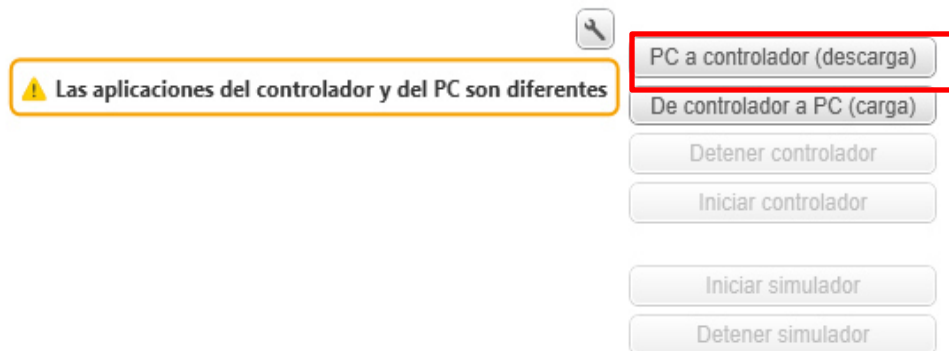 PC a controlador (descarga)
Las aplicaciones del controlador y del PC son diferentes
De controlador a PC (carga)
Detener controlador
Iniciar controlador
Iniciar simulador
Detener simulador